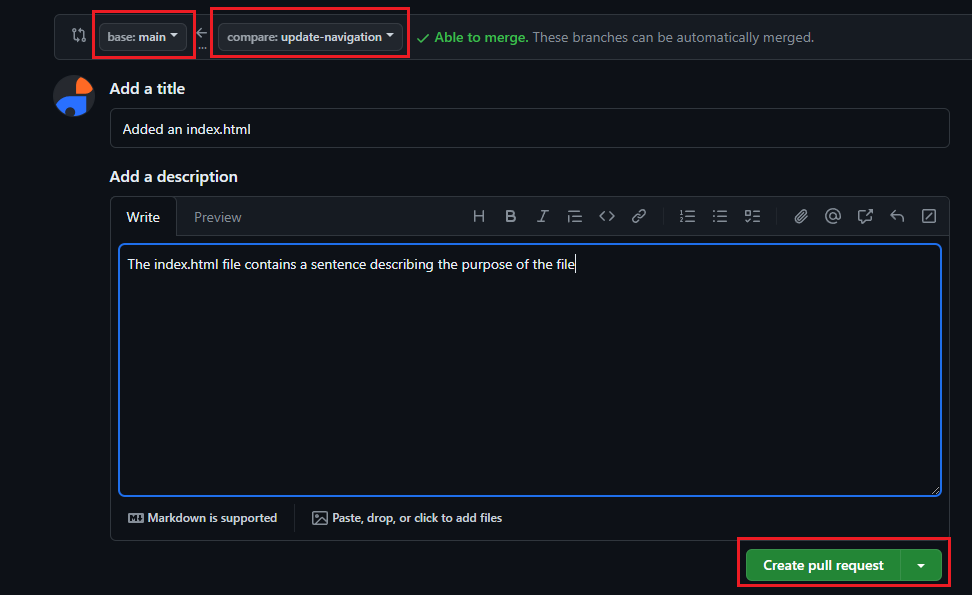 base: main compare: update-navigation Able to merge. These branches can be automatically merged.
Add a title
Added an index.html
Add a description
Write Preview
The index.html file contains a sentence describing the purpose of the file
Markdown is supported Paste, drop, or click to add files
Create pull request